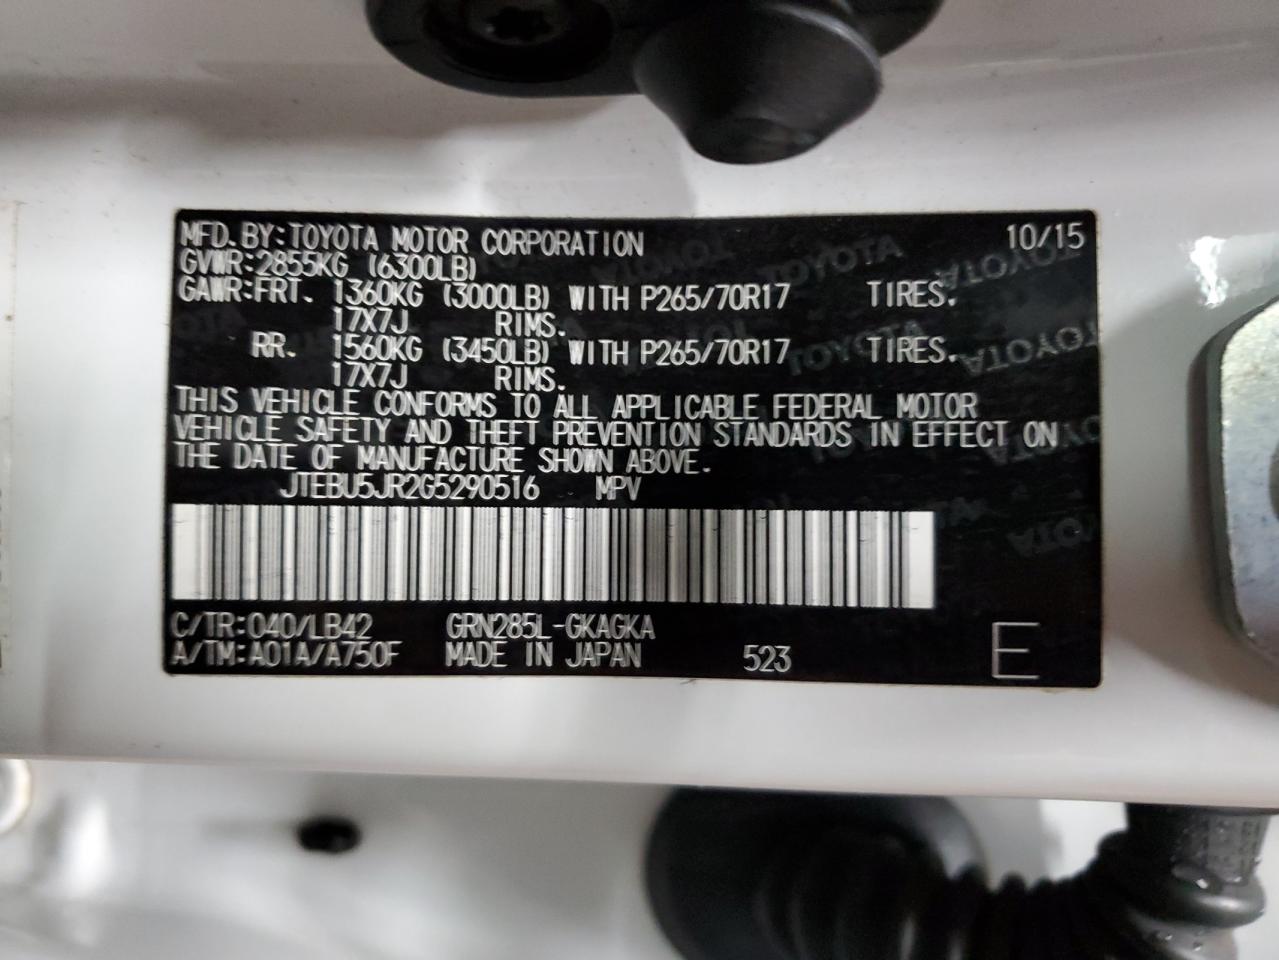 MFD.BY:TOYOTA MOTOR CORPORATION 10/15
GVWR:2855KG (6300LB)
GAWR:FRT. 1360KG (3000LB) WITH P265/70R17 TIRES.
17X7J RIMS.
RR. 1560KG (3450LB) WITH P265/70R17 TIRES.
17X7J RIMS.
THIS VEHICLE CONFORMS TO ALL APPLICABLE FEDERAL MOTOR
VEHICLE SAFETY AND THEFT PREVENTION STANDARDS IN EFFECT ON
THE DATE OF MANUFACTURE SHOWN ABOVE.
JTEBU5JR2G5290516 MPV
C/TR:040/LB42 GRN285L-GKAGKA
A/TM:A01A/A750F MADE IN JAPAN 523 E